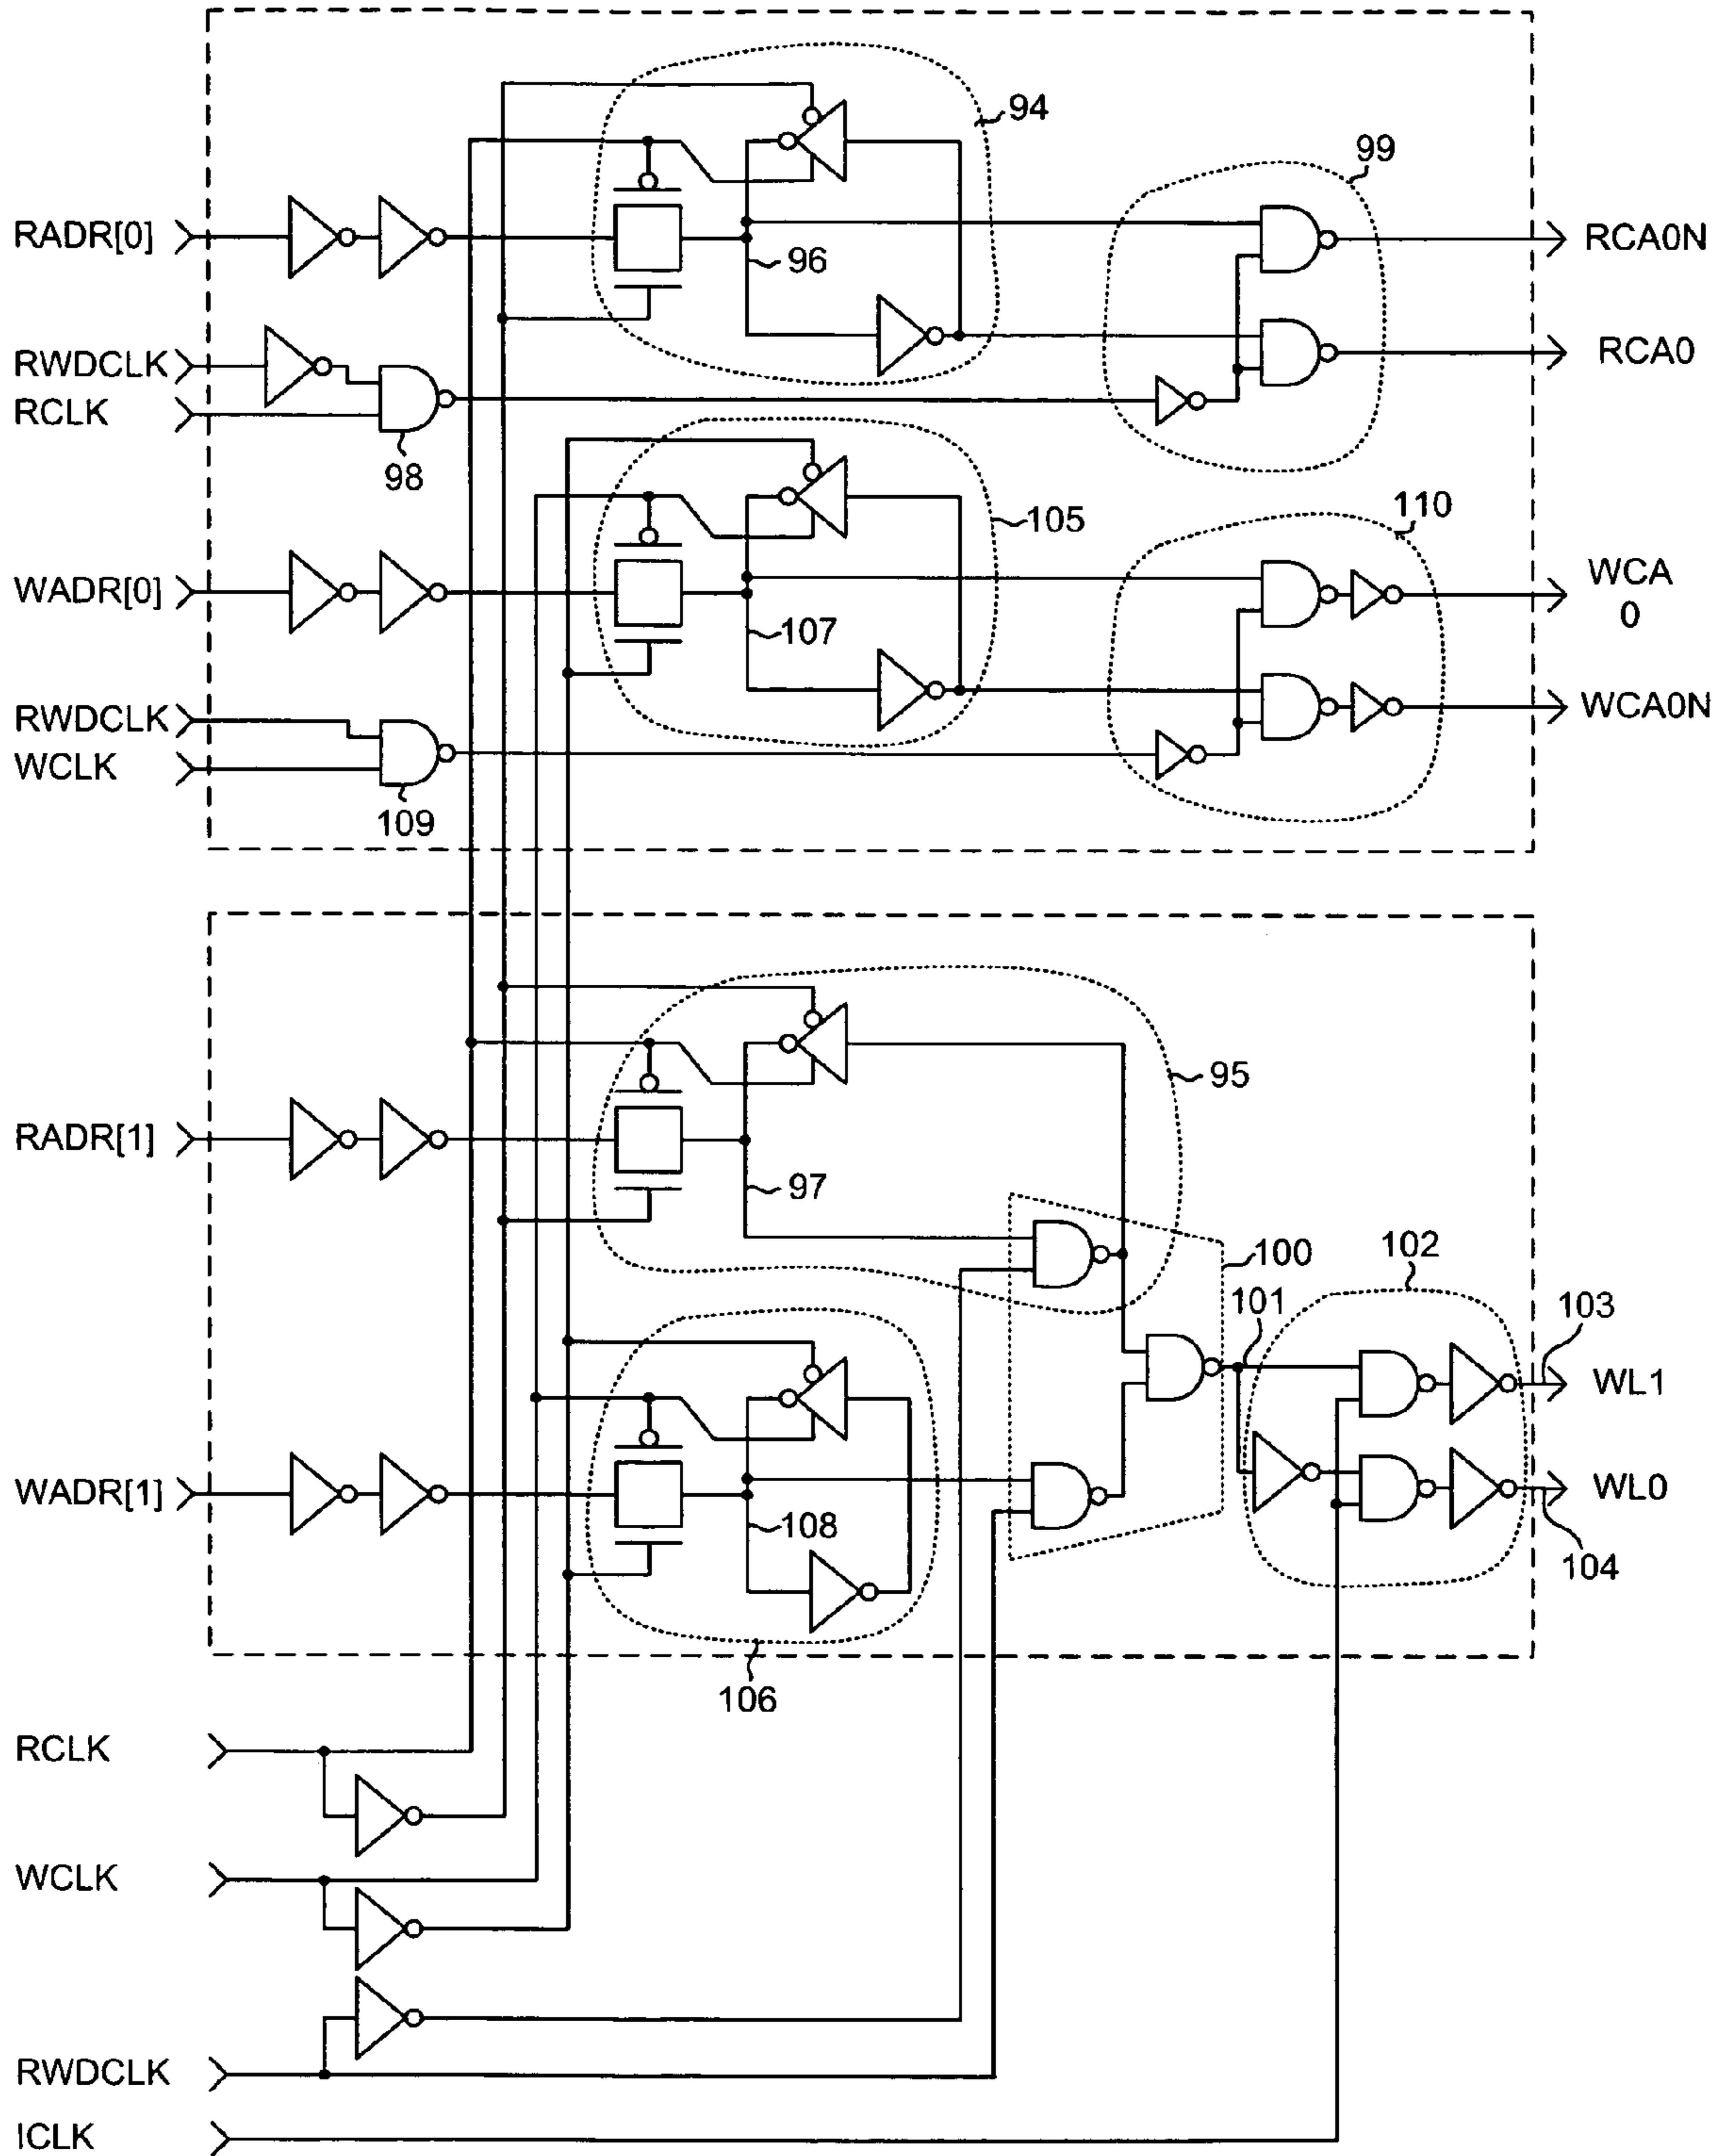 94
99
RADR[0]
96
RCA0N
RWDCLK
RCA0
RCLK
98
105
110
WADR[0]
107
WCA
0
RWDCLK
WCA0N
WCLK
109
95
RADR[1]
97
100
102
101
103
WL1
WADR[1]
108
WL0
104
106
RCLK
WCLK
RWDCLK
ICLK